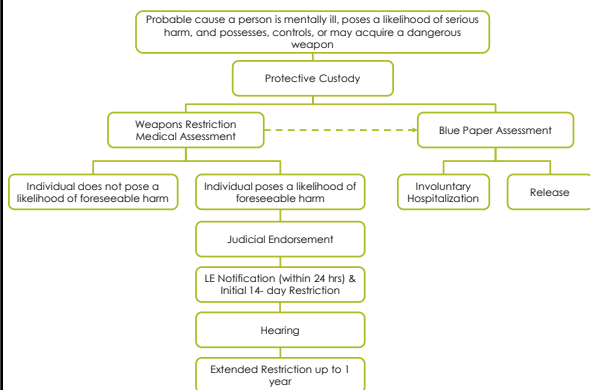 Probable cause a person is mentally ill, poses a likelihood of serious
harm, and possesses, controls, or may acquire a dangerous
weapon
Protective Custody
Weapons Restriction
Medical Assessment
Blue Paper Assessment
Individual does not pose a
likelihood of foreseeable harm
Individual poses a likelihood of
foreseeable harm
Involuntary
Hospitalization
Release
Judicial Endorsement
LE Notification (within 24 hrs) &
Initial 14- day Restriction
Hearing
Extended Restriction up to 1
year